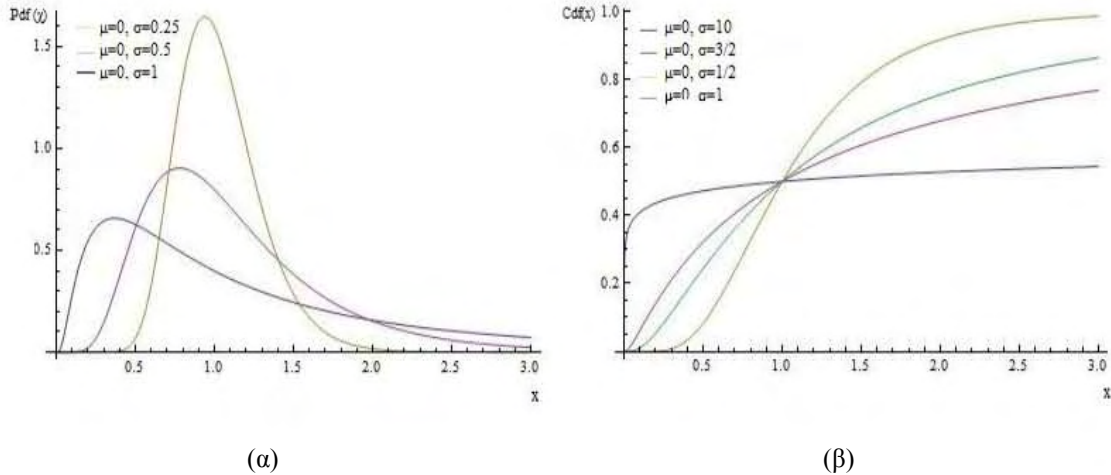 Pdf(χ)
μ=0, σ=0.25
μ=0, σ=0.5
μ=0, σ=1
1.5
1.0
0.5
0.5 1.0 1.5 2.0 2.5 3.0
x
(α)
Cdf(x)
μ=0, σ=10
μ=0, σ=3/2
μ=0, σ=1/2
μ=0 σ=1
1.0
0.8
0.6
0.4
0.2
0.5 1.0 1.5 2.0 2.5 3.0
x
(β)